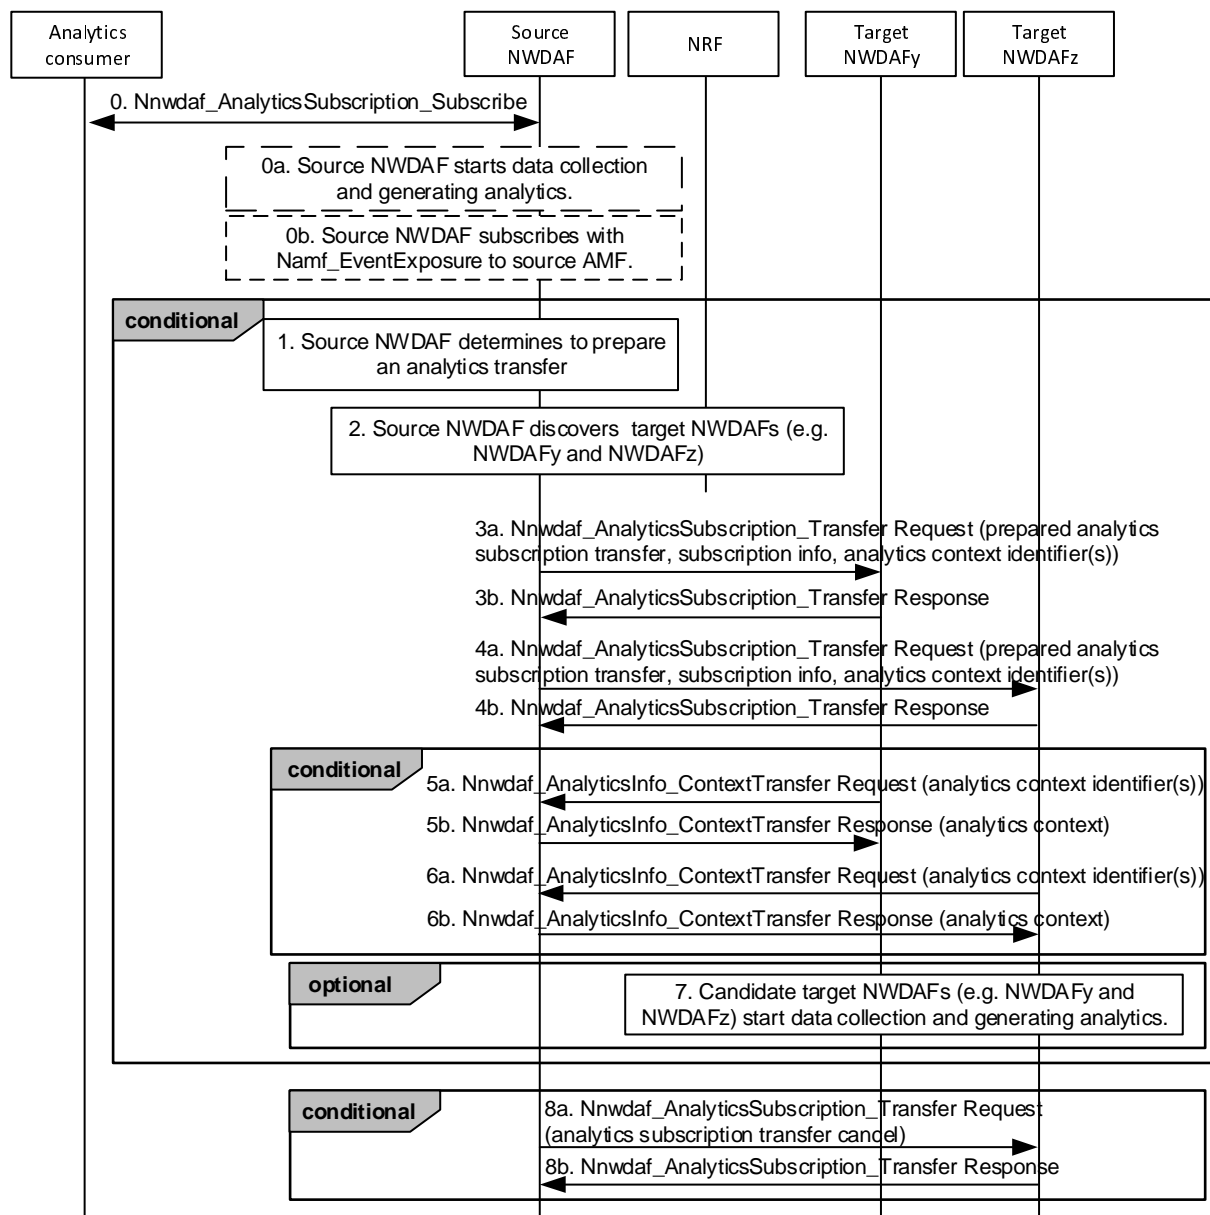 Analytics
consumer
Source
NWDAF
NRF
Target
NWDAFy
Target
NWDAFz
0. Nnwdaf_AnalyticsSubscription_Subscribe
0a. Source NWDAF starts data collection
and generating analytics.
0b. Source NWDAF subscribes with
Namf_EventExposure to source AMF.
conditional
1. Source NWDAF determines to prepare
an analytics transfer
2. Source NWDAF discovers target NWDAFs (e.g.
NWDAFy and NWDAFz)
3a. Nnwdaf_AnalyticsSubscription_Transfer Request (prepared analytics
subscription transfer, subscription info, analytics context identifier(s))
3b. Nnwdaf_AnalyticsSubscription_Transfer Response
4a. Nnwdaf_AnalyticsSubscription_Transfer Request (prepared analytics
subscription transfer, subscription info, analytics context identifier(s))
4b. Nnwdaf_AnalyticsSubscription_Transfer Response
conditional
5a. Nnwdaf_AnalyticsInfo_ContextTransfer Request (analytics context identifier(s))
5b. Nnwdaf_AnalyticsInfo_ContextTransfer Response (analytics context)
6a. Nnwdaf_AnalyticsInfo_ContextTransfer Request (analytics context identifier(s))
6b. Nnwdaf_AnalyticsInfo_ContextTransfer Response (analytics context)
optional
7. Candidate target NWDAFs (e.g. NWDAFy and
NWDAFz) start data collection and generating analytics.
conditional
8a. Nnwdaf_AnalyticsSubscription_Transfer Request
(analytics subscription transfer cancel)
8b. Nnwdaf_AnalyticsSubscription_Transfer Response